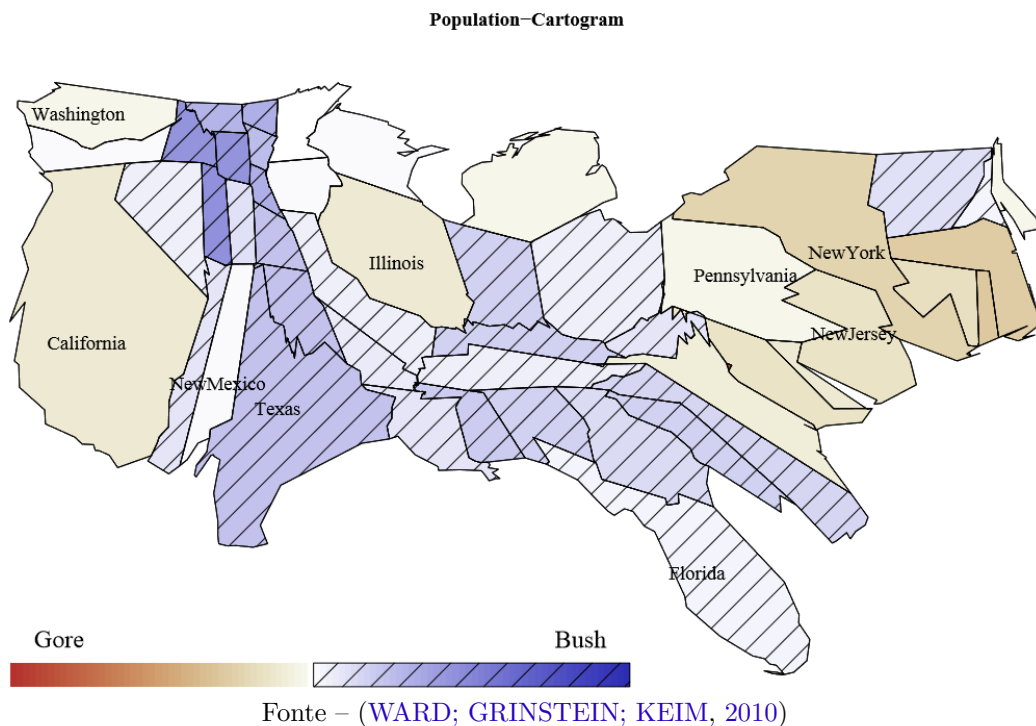 Population−Cartogram
Washington
NewYork
Illinois
Pennsylvania
NewJersey
California
NewMexico
Texas
Florida
Gore
Bush
Fonte – (WARD; GRINSTEIN; KEIM, 2010)